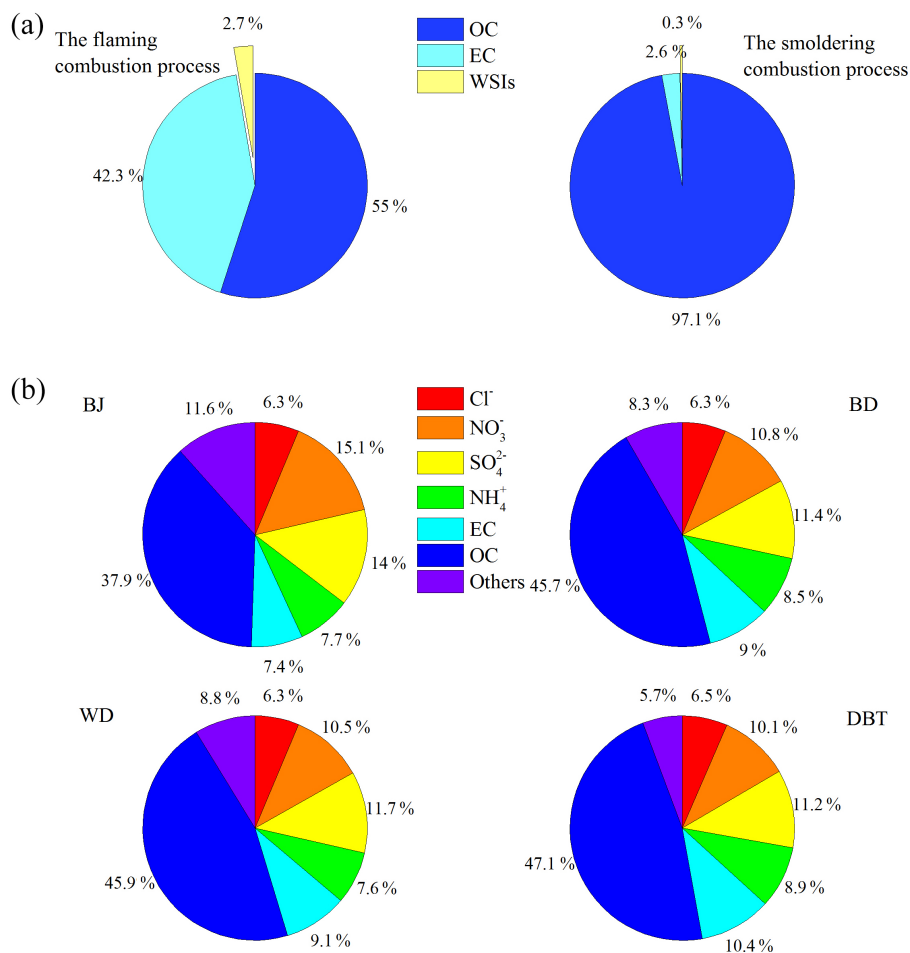 (a)
The flaming
combustion process
2.7 %
42.3 %
55 %
OC
EC
WSIs
0.3 %
2.6 %
The smoldering
combustion process
97.1 %
(b)
BJ
11.6 %
6.3 %
15.1 %
14 %
7.7 %
7.4 %
37.9 %
Cl⁻
NO₃⁻
SO₄²⁻
NH₄⁺
EC
OC
Others
BD
8.3 %
6.3 %
10.8 %
11.4 %
8.5 %
9 %
45.7 %
WD
8.8 %
6.3 %
10.5 %
11.7 %
7.6 %
9.1 %
45.9 %
DBT
5.7 %
6.5 %
10.1 %
11.2 %
8.9 %
10.4 %
47.1 %